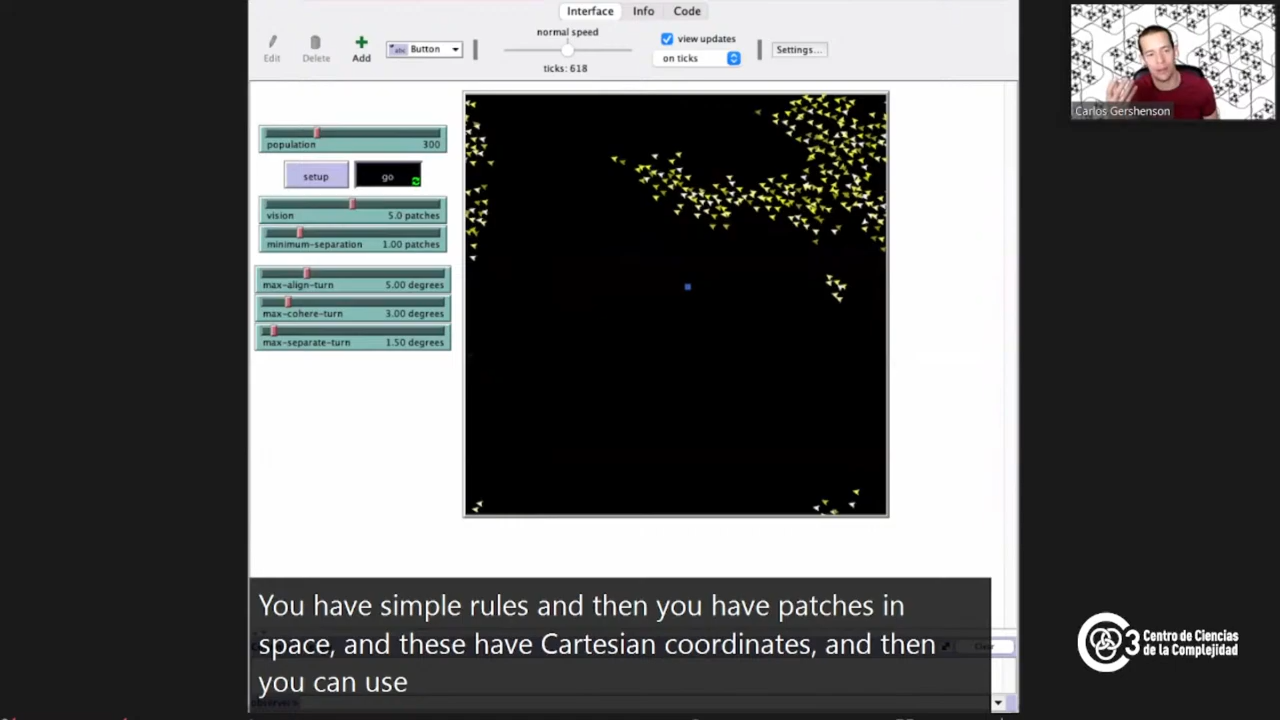 Interface Info Code
Edit
Delete
Add
abc Button
normal speed
ticks: 618
view updates
on ticks
Settings...
population 300
setup
go
vision 5.0 patches
minimum-separation 1.00 patches
max-align-turn 5.00 degrees
max-cohere-turn 3.00 degrees
max-separate-turn 1.50 degrees
You have simple rules and then you have patches in
space, and these have Cartesian coordinates, and then
you can use
Clear
observer>
Carlos Gershenson
3 Centro de Ciencias
de la Complejidad